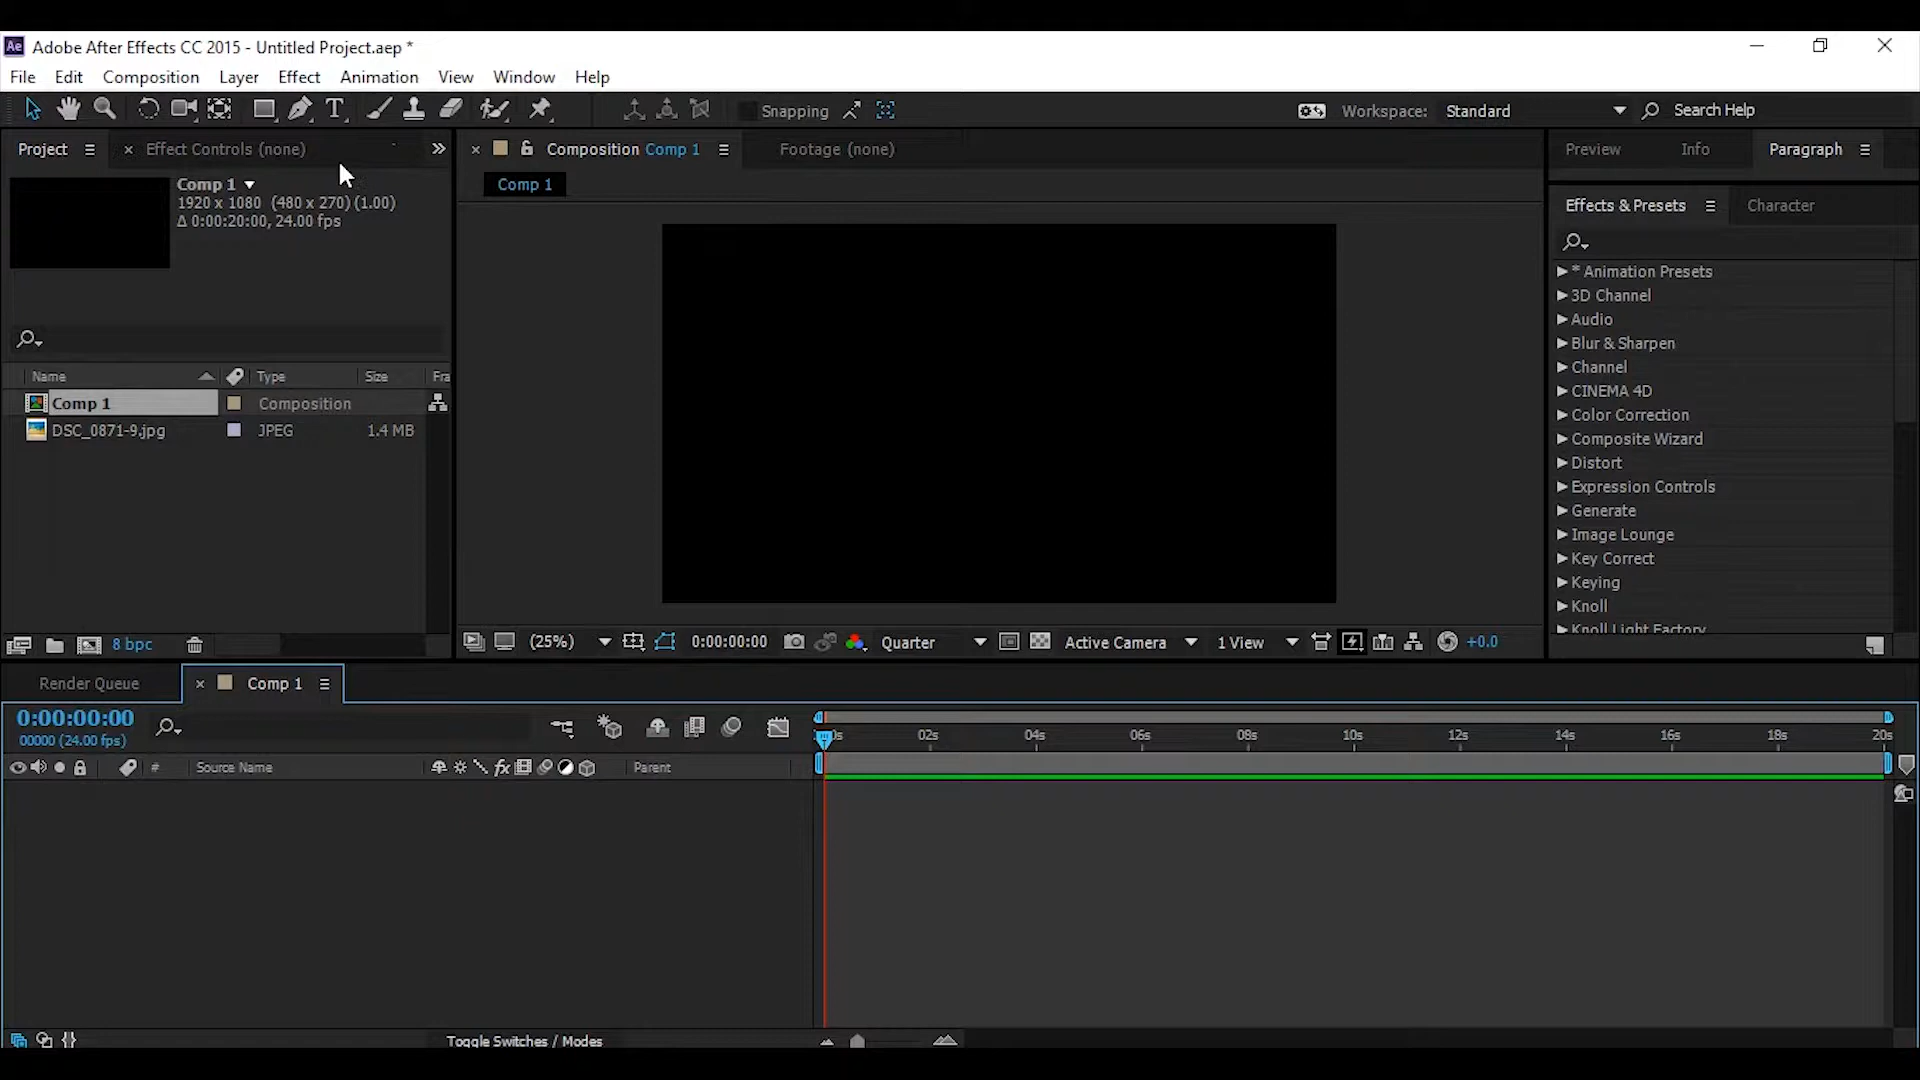 Ae Adobe After Effects CC 2015 - Untitled Project.aep *
File Edit Composition Layer Effect Animation View Window Help
T Snapping Workspace: Standard Search Help
Project Effect Controls (none) Composition Comp 1 Footage (none) Preview Info Paragraph
Comp 1
1920 x 1080 (480 x 270) (1.00)
Δ 0:00:20:00, 24.00 fps
Comp 1
Effects & Presets Character
* Animation Presets
3D Channel
Audio
Blur & Sharpen
Channel
CINEMA 4D
Color Correction
Composite Wizard
Distort
Expression Controls
Generate
Image Lounge
Key Correct
Keying
Knoll
Knoll Light Factory
Name Type Size Fra
Comp 1 Composition
DSC_0871-9.jpg JPEG 1.4 MB
8 bpc
(25%) 0:00:00:00 Quarter Active Camera 1 View +0.0
Render Queue Comp 1
0:00:00:00
00000 (24.00 fps)
0s 02s 04s 06s 08s 10s 12s 14s 16s 18s 20s
# Source Name fx Parent
Toggle Switches / Modes